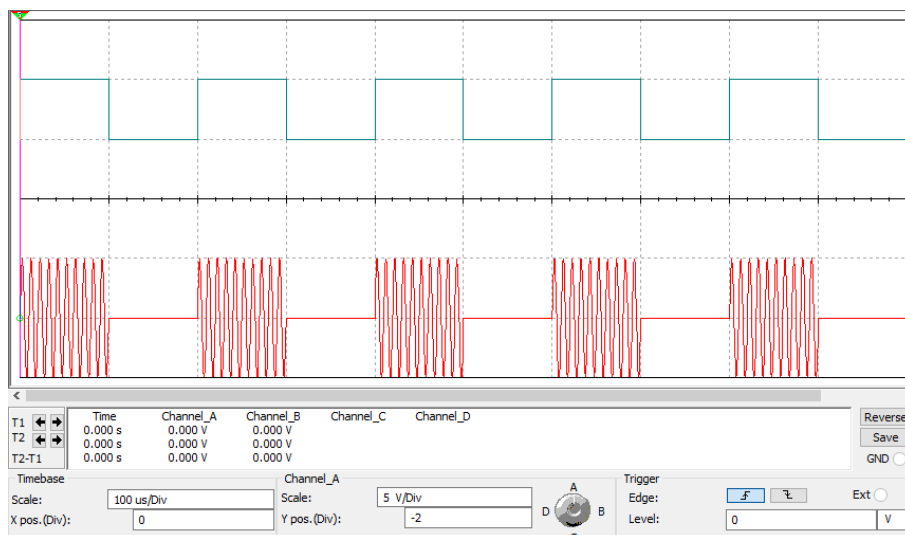 T1
T2
T2-T1
Time Channel_A Channel_B Channel_C Channel_D
0.000 s 0.000 V 0.000 V
0.000 s 0.000 V 0.000 V
0.000 s 0.000 V 0.000 V
Reverse
Save
GND
Timebase
Scale: 100 us/Div
X pos.(Div): 0
Channel_A
Scale: 5 V/Div
Y pos.(Div): -2
A
B
D
Trigger
Edge: Ext
Level: 0 V